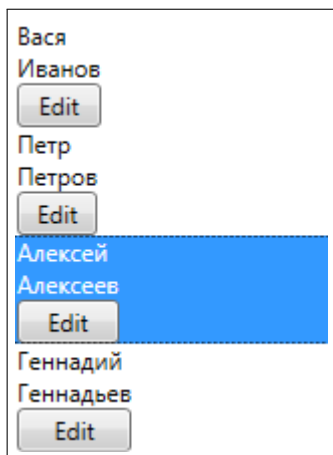 Вася
Иванов
Edit
Петр
Петров
Edit
Алексей
Алексеев
Edit
Геннадий
Геннадьев
Edit